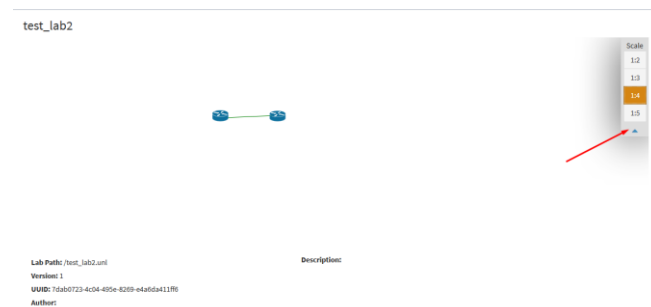 test_lab2
Scale
1:2
1:3
1:4
1:5
Lab Path: /test_lab2.unl
Description:
Version: 1
UUID: 7dab0723-4c04-495e-8269-e4a6da411ff6
Author: